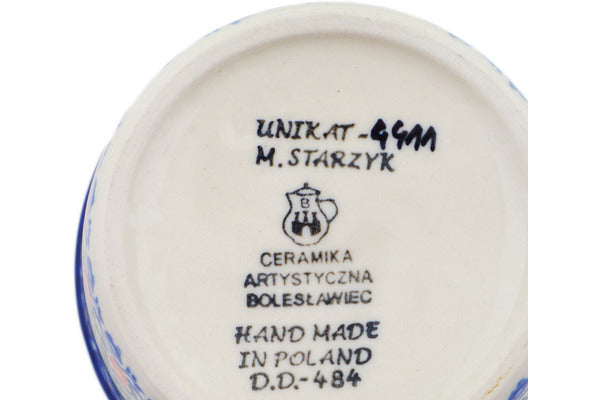 UNIKAT-4411
M. STARZYK
B
CERAMIKA
ARTYSTYCZNA
BOLESŁAWIEC
HAND MADE
IN POLAND
D.D.-484